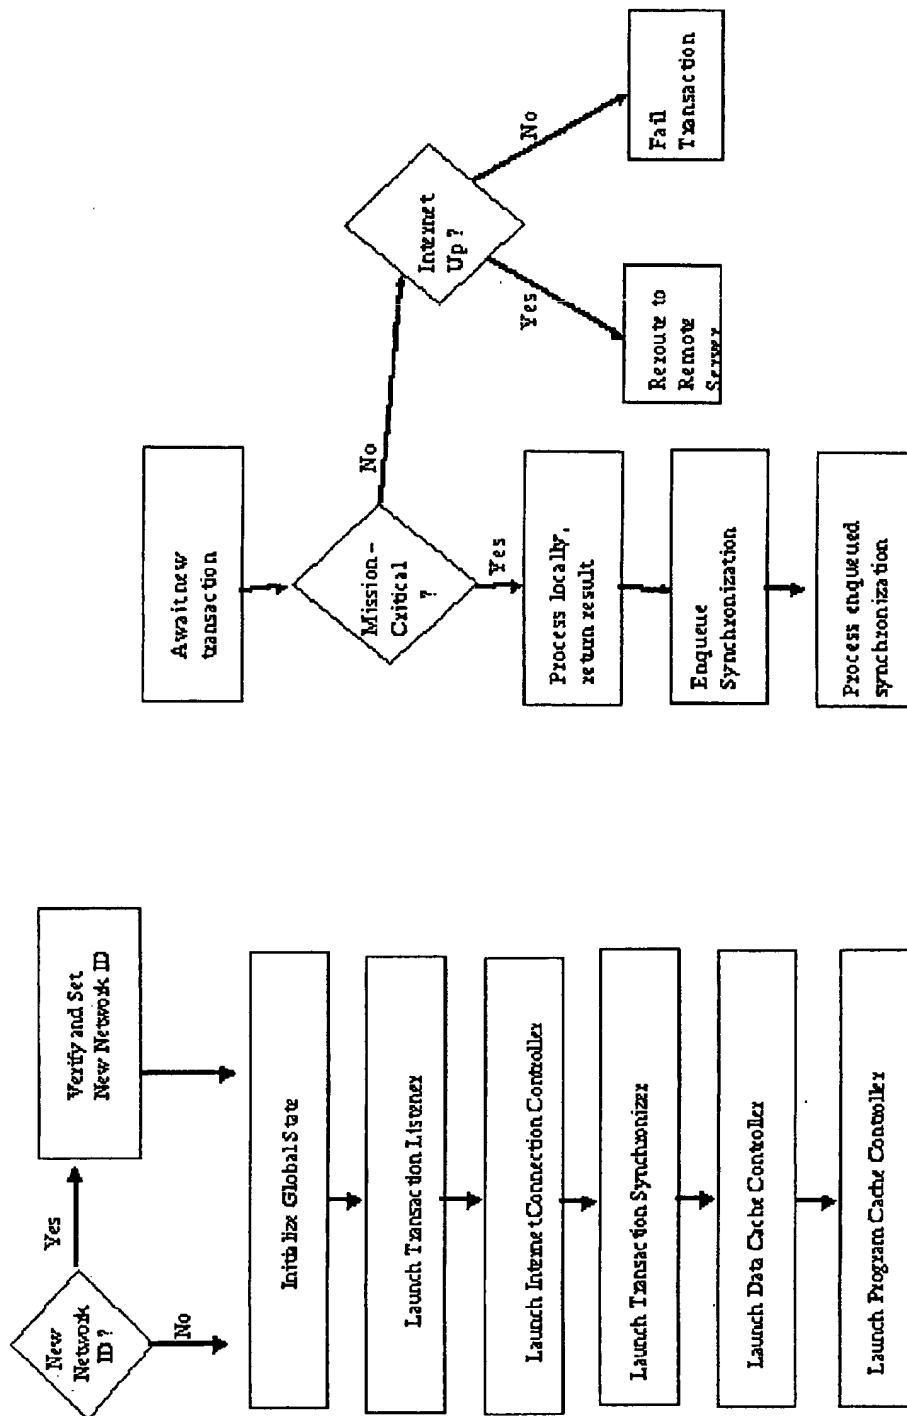 New
Network
ID?
Yes
No
Verify and Set
New Network ID
Initialize Global State
Launch Transaction Listener
Launch Internet Connection Controller
Launch Transaction Synchronizer
Launch Data Cache Controller
Launch Program Cache Controller
Await new
transaction
Mission-
Critical
?
No
Yes
Internet
Up?
Yes
No
Process locally,
return result
Enqueue
Synchronization
Process enqueued
synchronization
Reroute to
Remote
Server
Fail
Transaction